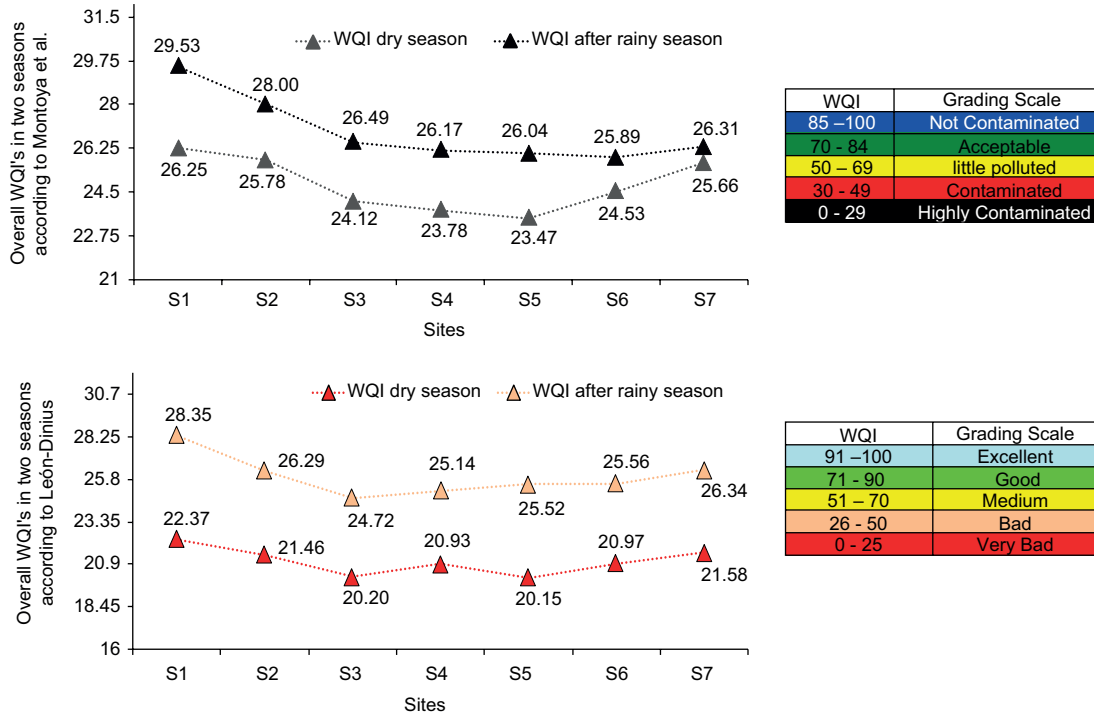 Overall WQI's in two seasons
according to Montoya et al.
31.5
29.75
28
26.25
24.5
22.75
21
WQI dry season
WQI after rainy season
29.53
28.00
26.49
26.17
26.04
25.89
26.31
26.25
25.78
24.12
23.78
23.47
24.53
25.66
S1 S2 S3 S4 S5 S6 S7
Sites
WQI Grading Scale
85 –100 Not Contaminated
70 - 84 Acceptable
50 – 69 little polluted
30 - 49 Contaminated
0 - 29 Highly Contaminated
Overall WQI's in two seasons
according to León-Dinius
30.7
28.25
25.8
23.35
20.9
18.45
16
WQI dry season
WQI after rainy season
28.35
26.29
24.72
25.14
25.52
25.56
26.34
22.37
21.46
20.20
20.93
20.15
20.97
21.58
S1 S2 S3 S4 S5 S6 S7
Sites
WQI Grading Scale
91 –100 Excellent
71 - 90 Good
51 – 70 Medium
26 - 50 Bad
0 - 25 Very Bad